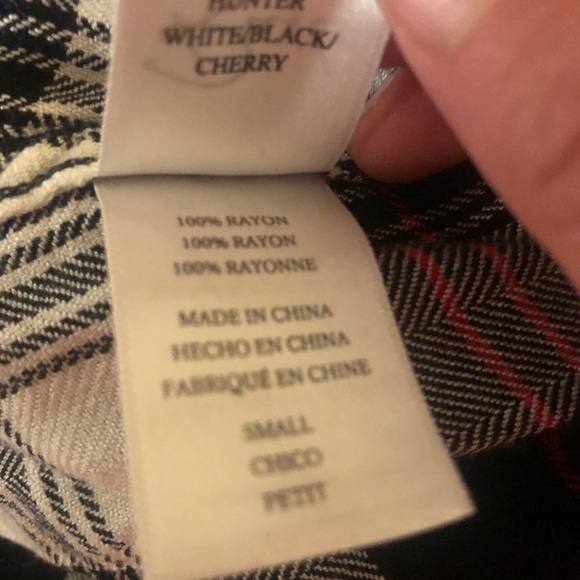 HUNTER
WHITE/BLACK/
CHERRY
100% RAYON
100% RAYON
100% RAYONNE
MADE IN CHINA
HECHO EN CHINA
FABRIQUÉ EN CHINE
SMALL
CHICO
PETIT